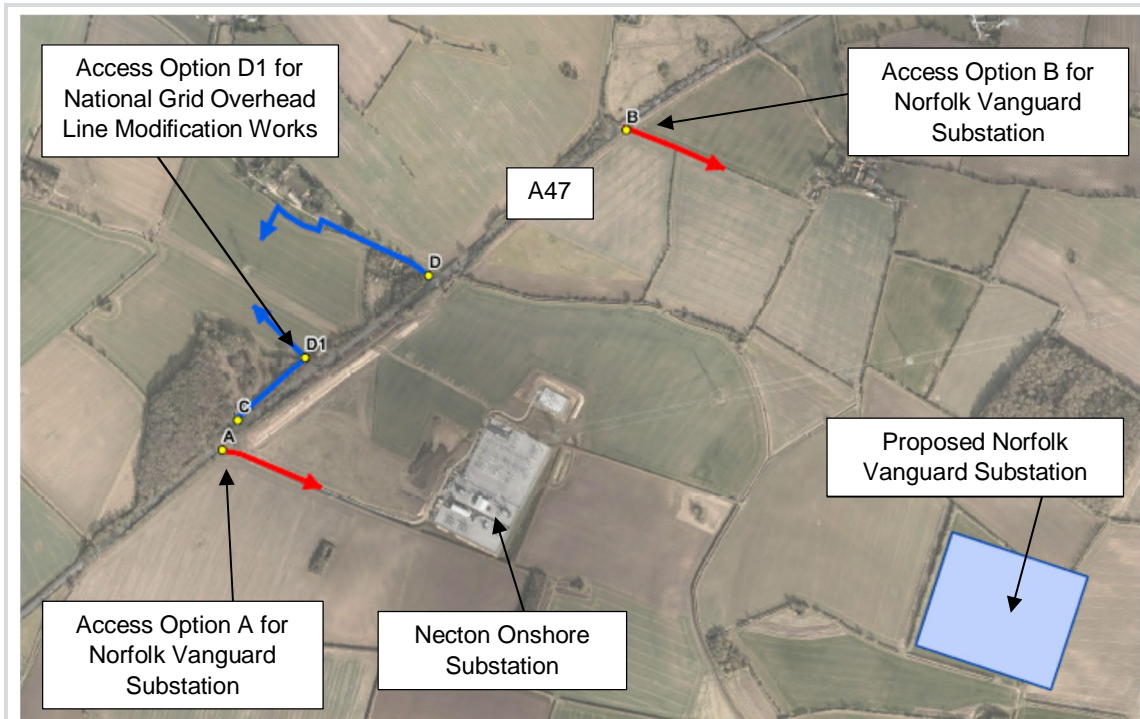 Access Option D1 for
National Grid Overhead
Line Modification Works
Access Option B for
Norfolk Vanguard
Substation
B
A47
D
D1
C
A
Proposed Norfolk
Vanguard Substation
Access Option A for
Norfolk Vanguard
Substation
Necton Onshore
Substation